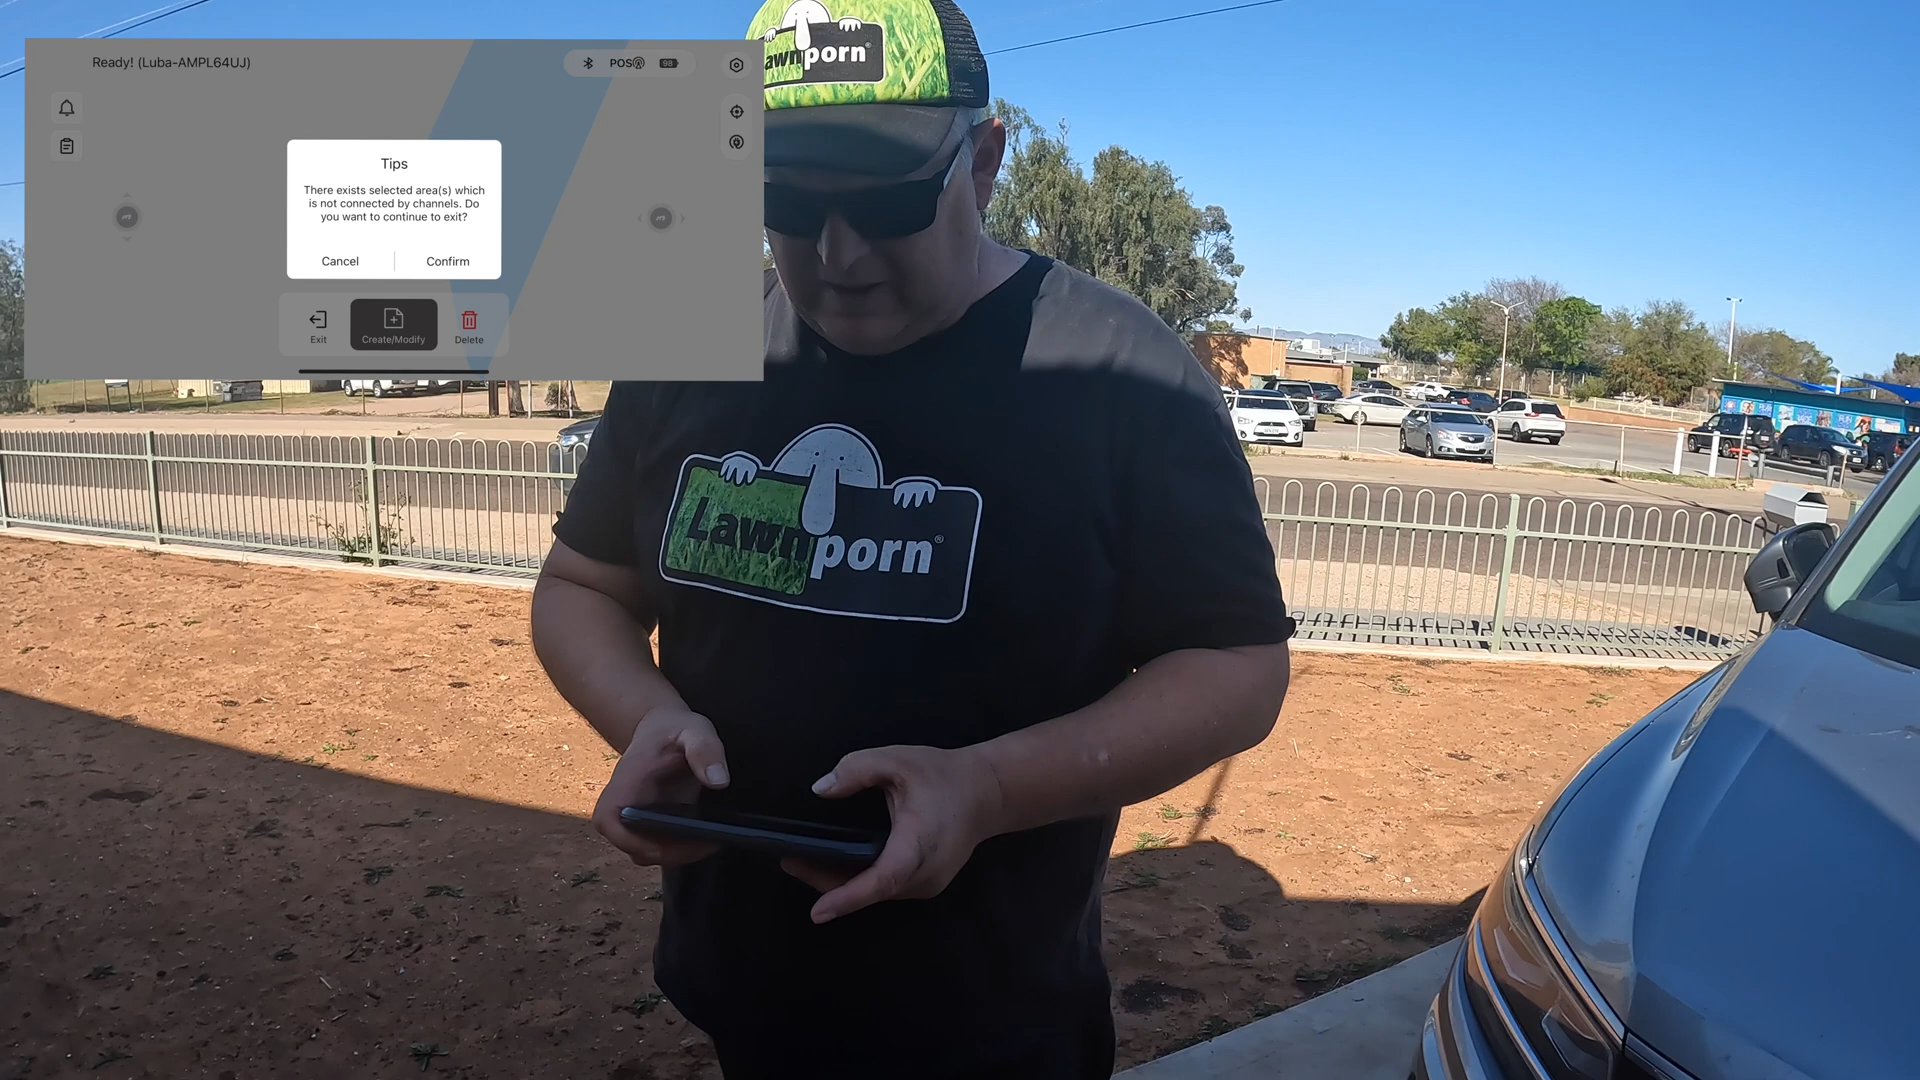 Ready! (Luba-AMPL64UJ)
POS
98
Tips
There exists selected area(s) which
is not connected by channels. Do
you want to continue to exit?
Cancel
Confirm
Exit
Create/Modify
Delete
awnporn®
Lawnporn®